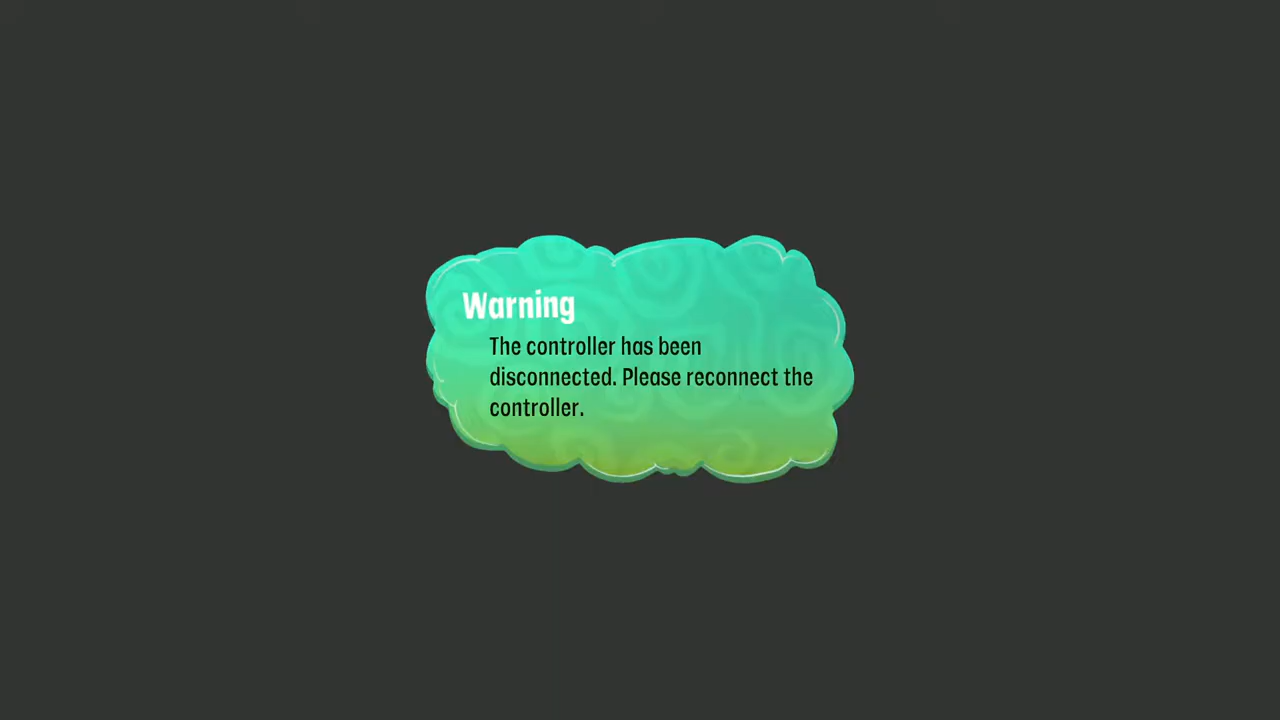 Warning
The controller has been
disconnected. Please reconnect the
controller.